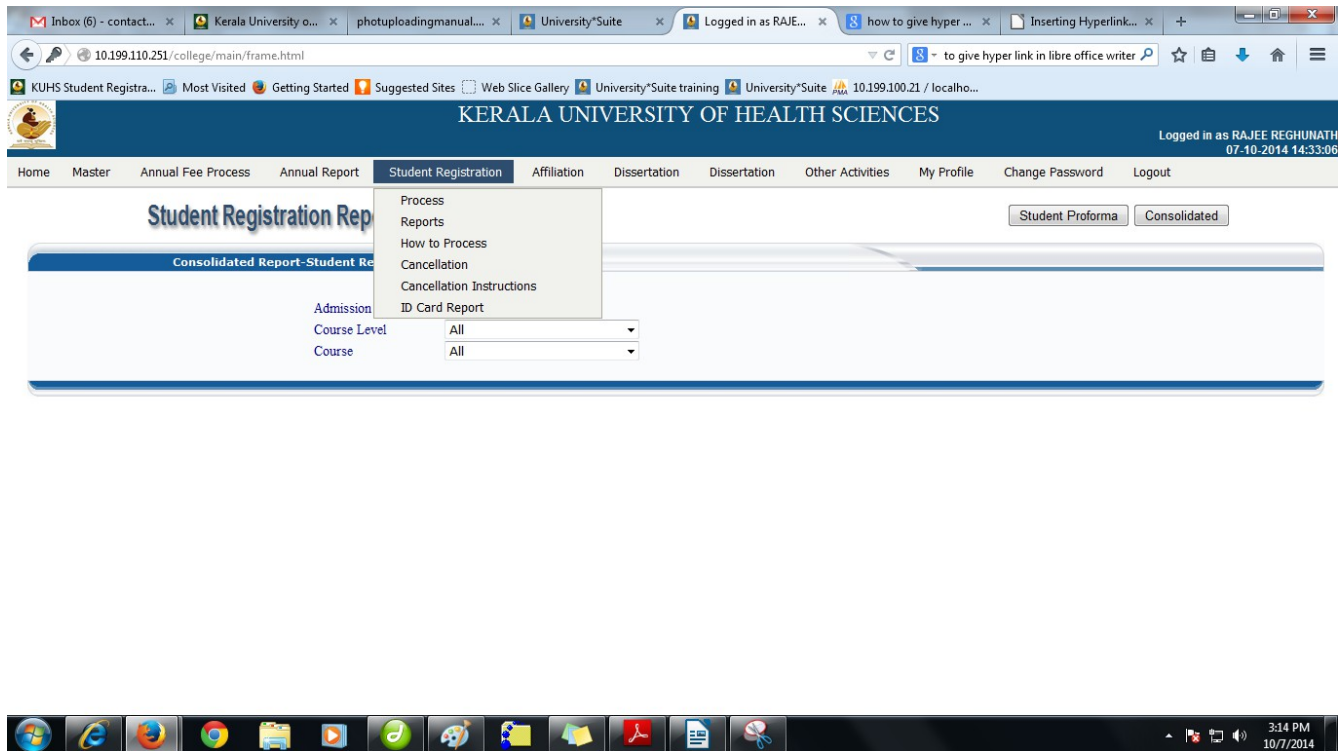 Inbox (6) - contact... Kerala University o... photuploadingmanual.... University*Suite Logged in as RAJE... how to give hyper ... Inserting Hyperlink...
10.199.110.251/college/main/frame.html to give hyper link in libre office writer
KUHS Student Registra... Most Visited Getting Started Suggested Sites Web Slice Gallery University*Suite training University*Suite 10.199.100.21 / localho...
KERALA UNIVERSITY OF HEALTH SCIENCES
Logged in as RAJEE REGHUNATH
07-10-2014 14:33:06
Home Master Annual Fee Process Annual Report Student Registration Affiliation Dissertation Dissertation Other Activities My Profile Change Password Logout
Process
Student Registration Rep Reports Student Proforma Consolidated
How to Process
Consolidated Report-Student Re Cancellation
Cancellation Instructions
Admission ID Card Report
Course Level All
Course All
3:14 PM
10/7/2014